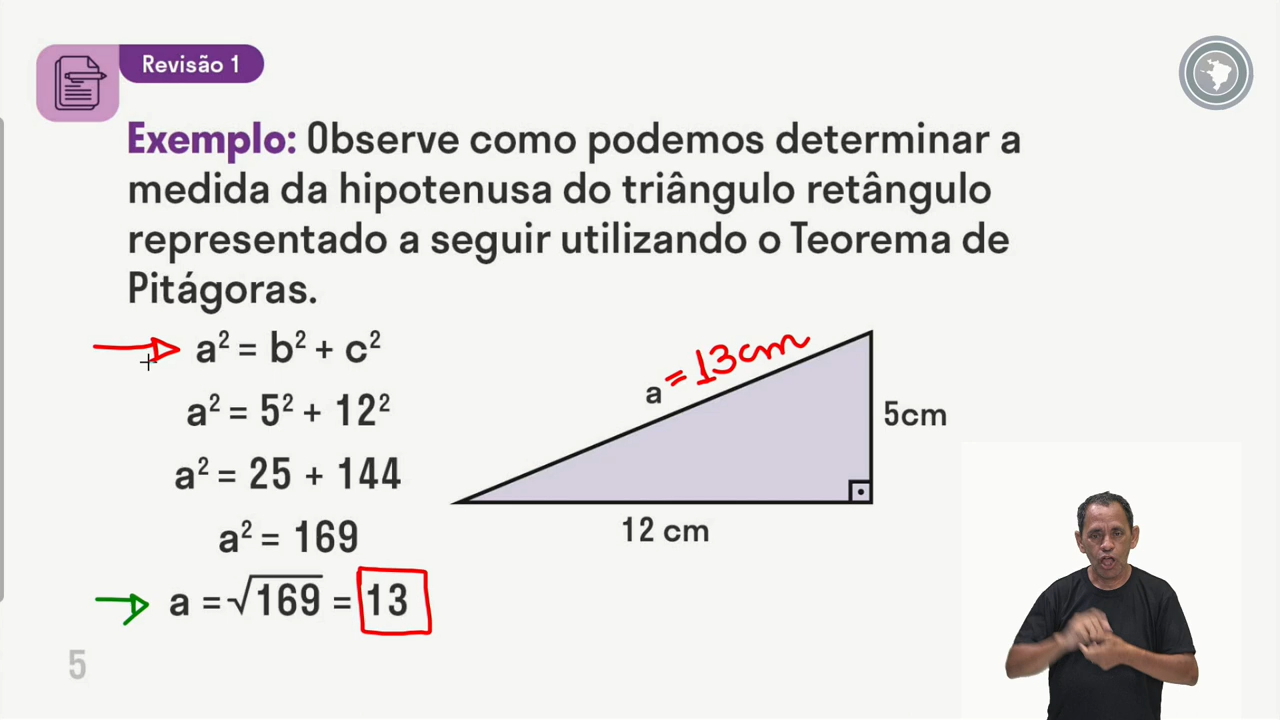 Revisão 1
Exemplo: Observe como podemos determinar a
medida da hipotenusa do triângulo retângulo
representado a seguir utilizando o Teorema de
Pitágoras.
a² = b² + c²
a² = 5² + 12²
a² = 25 + 144
a² = 169
a = √169 = 13
a = 13cm
5cm
12 cm
5